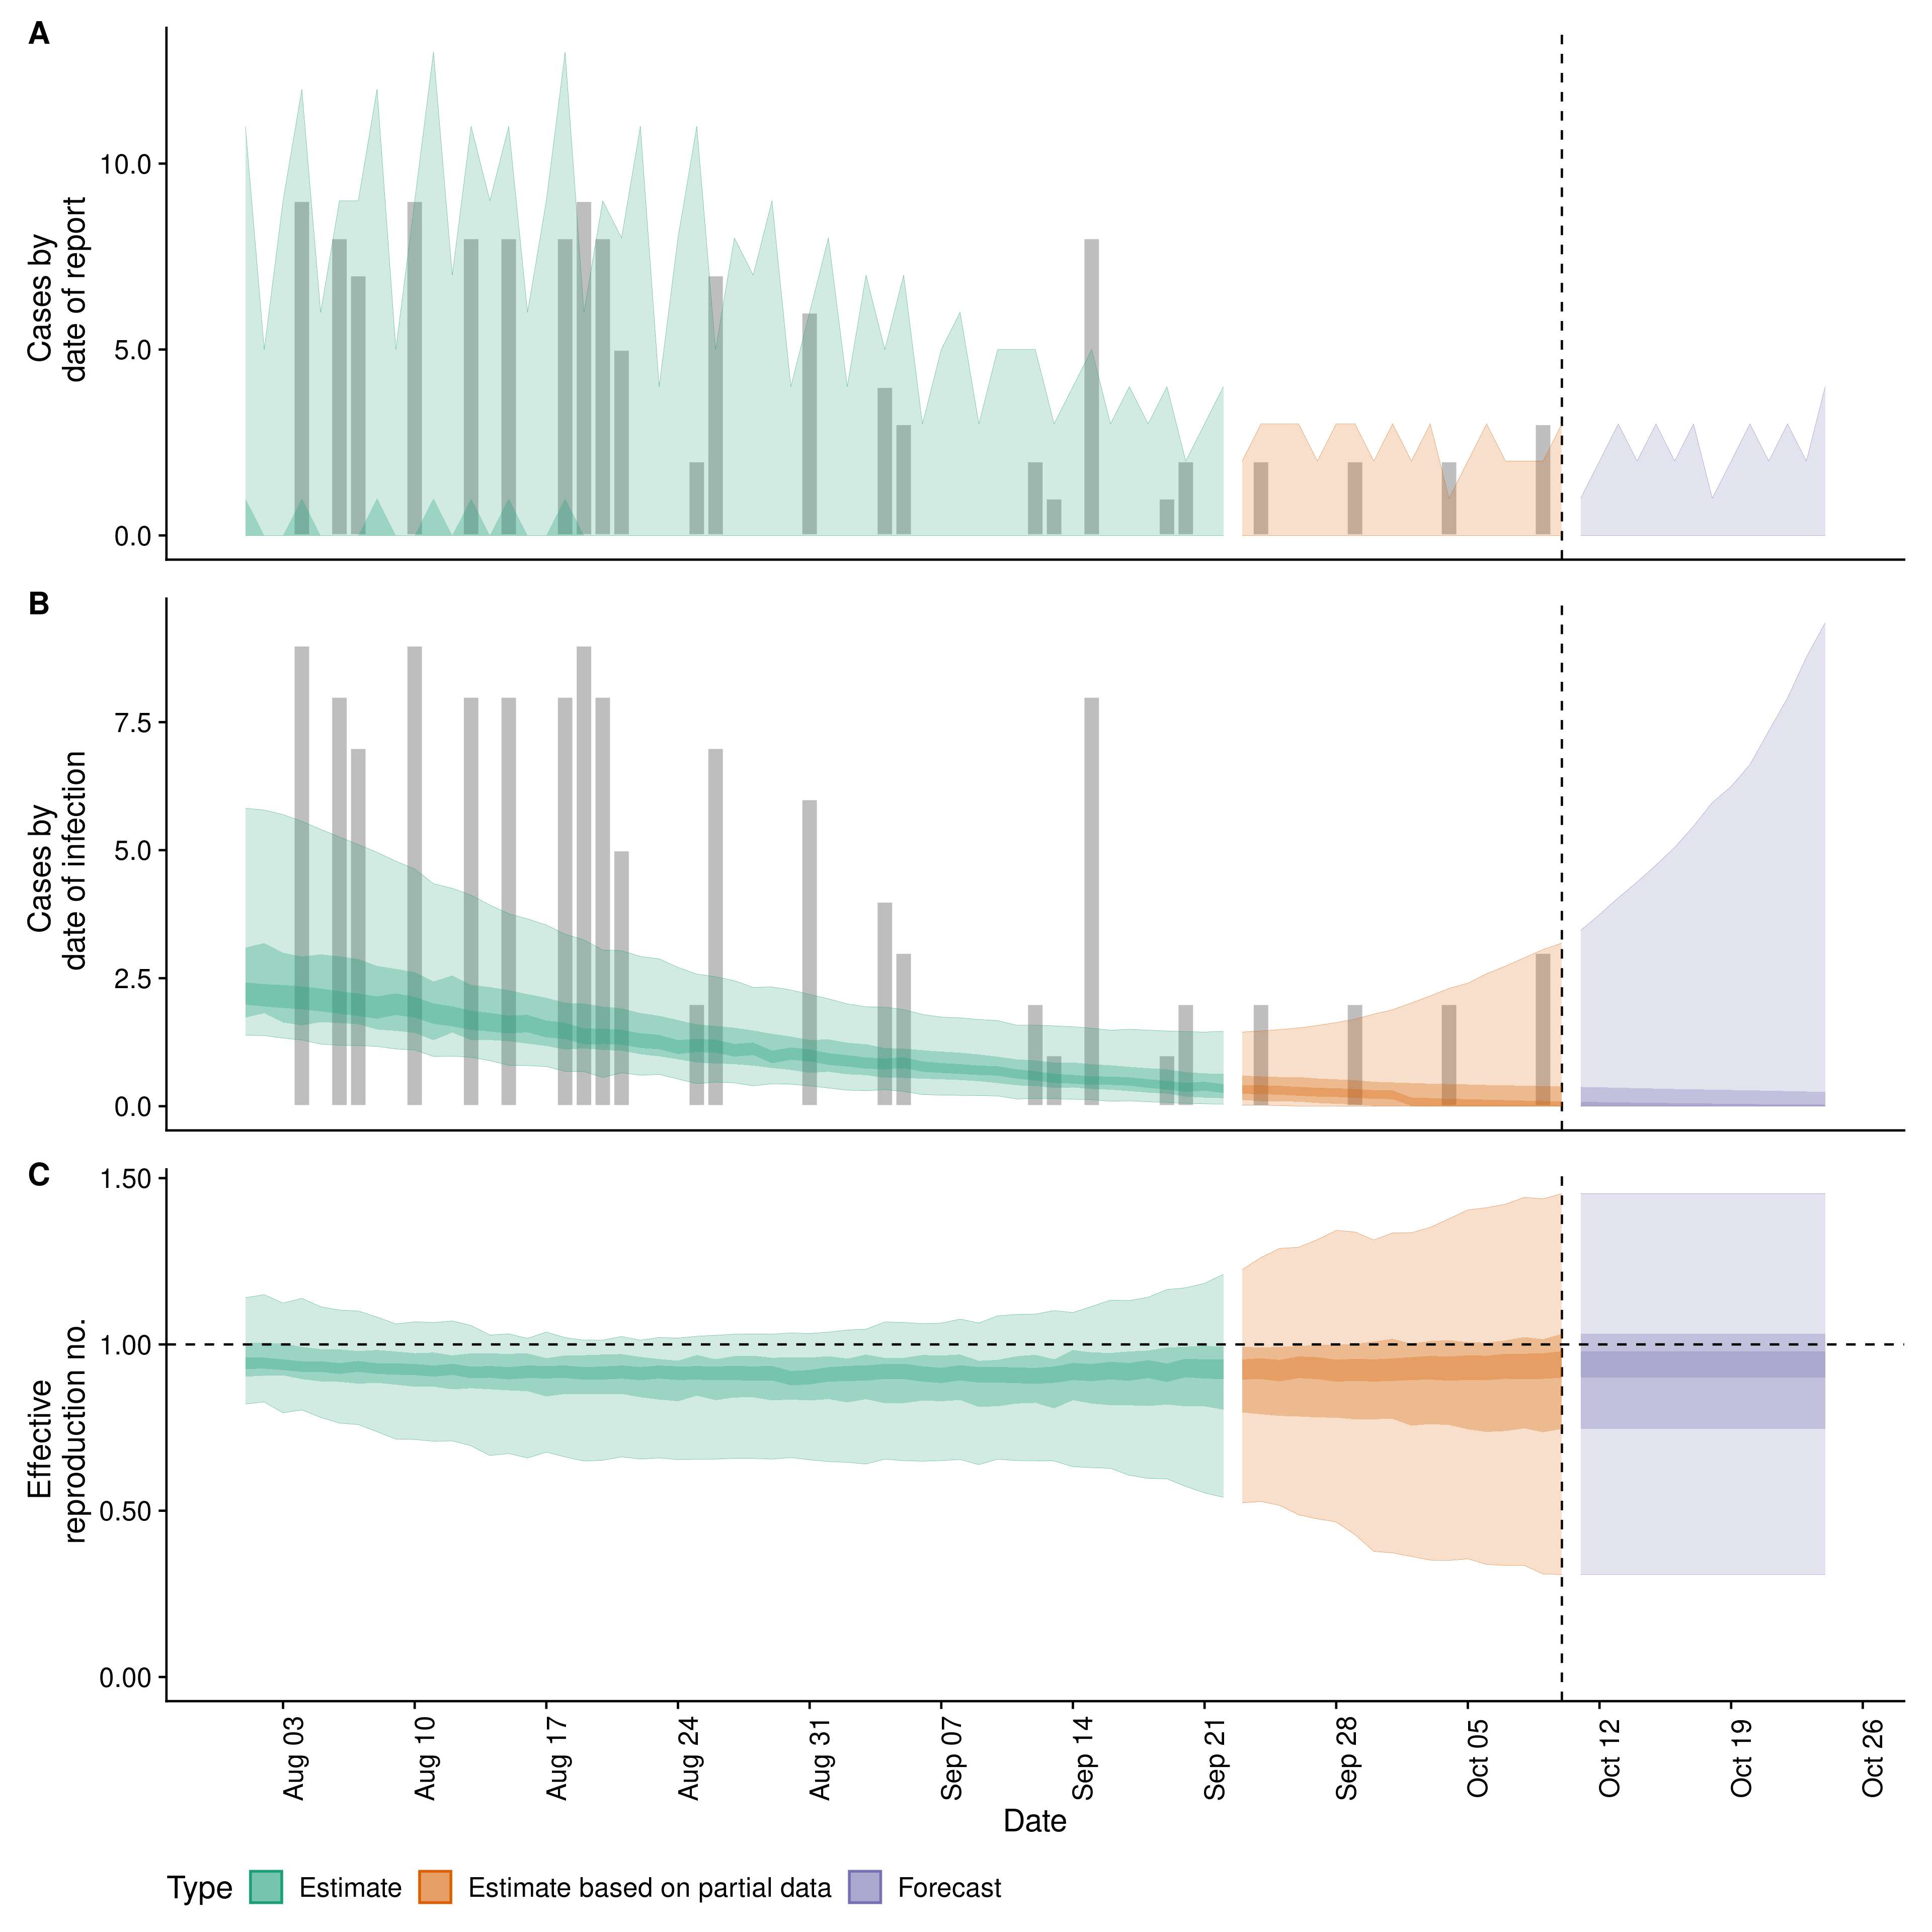 A
Cases by
date of report
10.0
5.0
0.0
B
Cases by
date of infection
7.5
5.0
2.5
0.0
C
Effective
reproduction no.
1.50
1.00
0.50
0.00
Aug 03
Aug 10
Aug 17
Aug 24
Aug 31
Sep 07
Sep 14
Sep 21
Sep 28
Oct 05
Oct 12
Oct 19
Oct 26
Date
Type Estimate Estimate based on partial data Forecast